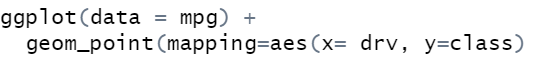 ggplot(data = mpg) +
  geom_point(mapping=aes(x= drv, y=class)